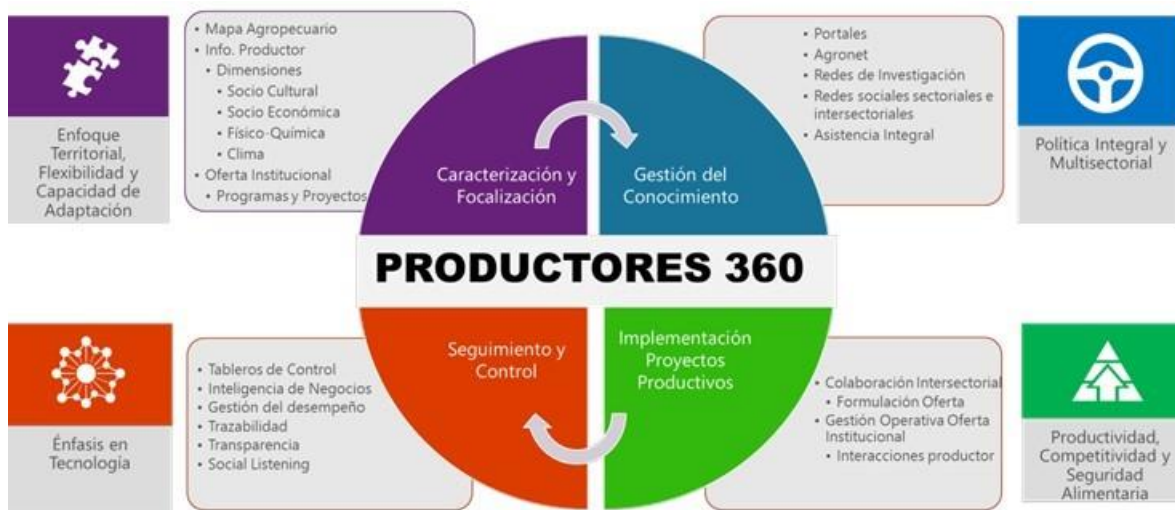 Enfoque
Territorial,
Flexibilidad y
Capacidad de
Adaptación
• Mapa Agropecuario
• Info. Productor
• Dimensiones
• Socio Cultural
• Socio Económica
• Físico-Química
• Clima
• Oferta Institucional
• Programas y Proyectos
Caracterización y
Focalización
Gestión del
Conocimiento
• Portales
• Agronet
• Redes de Investigación
• Redes sociales sectoriales e
intersectoriales
• Asistencia Integral
Política Integral y
Multisectorial
PRODUCTORES 360
Énfasis en
Tecnología
• Tableros de Control
• Inteligencia de Negocios
• Gestión del desempeño
• Trazabilidad
• Transparencia
• Social Listening
Seguimiento y
Control
Implementación
Proyectos
Productivos
• Colaboración Intersectorial
• Formulación Oferta
• Gestión Operativa Oferta
Institucional
• Interacciones productor
Productividad,
Competitividad y
Seguridad
Alimentaria